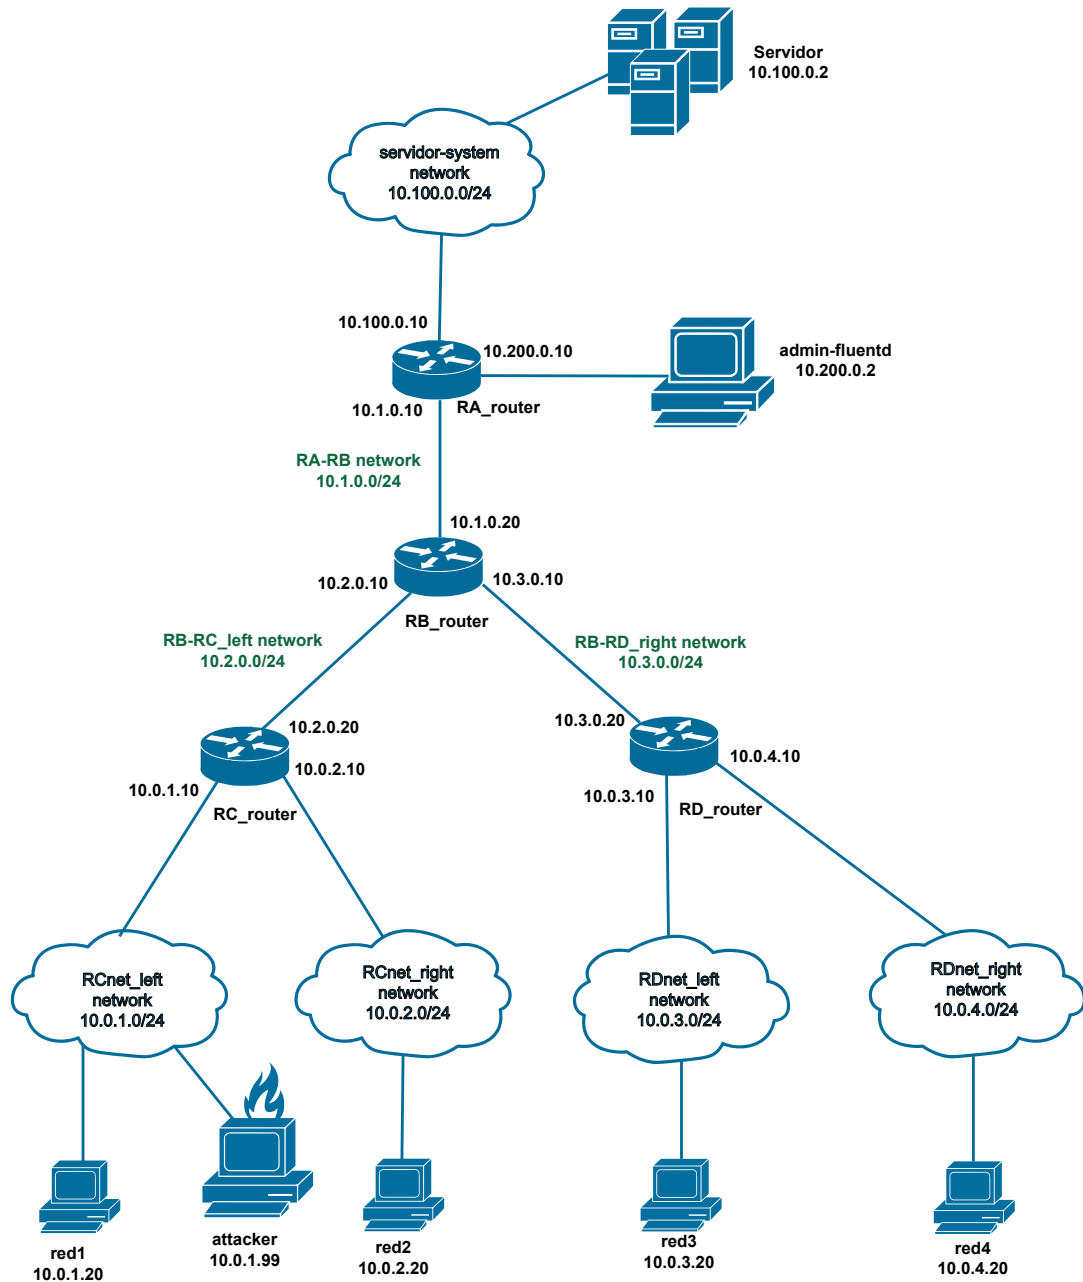 Servidor
10.100.0.2
servidor-system
network
10.100.0.0/24
10.100.0.10
10.200.0.10
admin-fluentd
10.200.0.2
10.1.0.10
RA_router
RA-RB network
10.1.0.0/24
10.1.0.20
10.2.0.10
10.3.0.10
RB_router
RB-RC_left network
10.2.0.0/24
RB-RD_right network
10.3.0.0/24
10.2.0.20
10.3.0.20
10.0.1.10
10.0.2.10
RC_router
10.0.3.10
10.0.4.10
RD_router
RCnet_left
network
10.0.1.0/24
RCnet_right
network
10.0.2.0/24
RDnet_left
network
10.0.3.0/24
RDnet_right
network
10.0.4.0/24
red1
10.0.1.20
attacker
10.0.1.99
red2
10.0.2.20
red3
10.0.3.20
red4
10.0.4.20